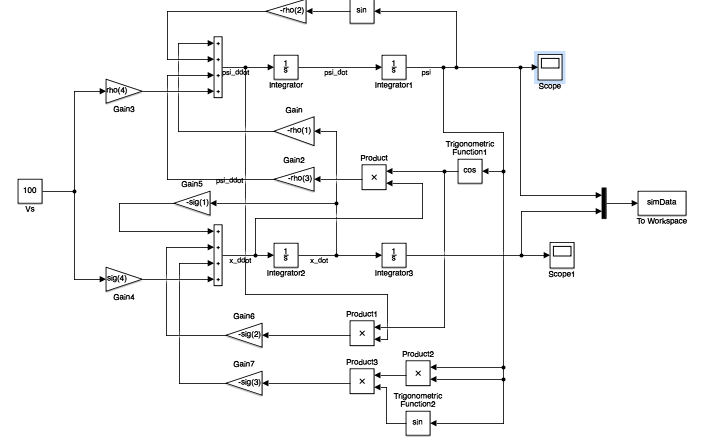 -rho(2)
sin
psi_ddot
1
s
Integrator
psi_dot
1
s
Integrator1
psi
Scope
rho(4)
Gain3
Gain
-rho(1)
Trigonometric
Function1
cos
Product
×
Gain2
-rho(3)
psi_ddot
Gain5
-sig(1)
100
Vs
simData
To Workspace
x_ddot
1
s
Integrator2
x_dot
1
s
Integrator3
Scope1
sig(4)
Gain4
Gain6
-sig(2)
Product1
×
Gain7
-sig(3)
Product3
×
Product2
×
Trigonometric
Function2
sin